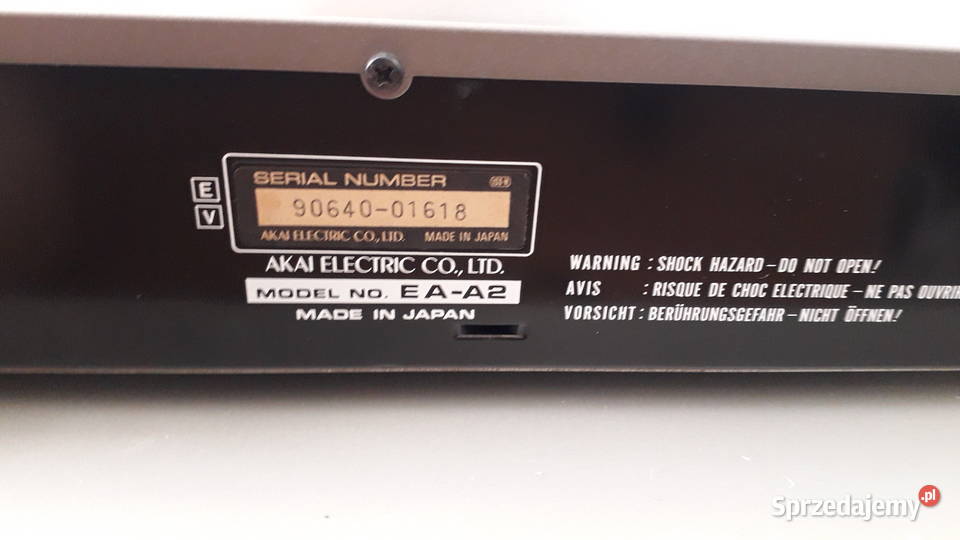 SERIAL NUMBER
E
90640-01618
V
AKAI ELECTRIC CO., LTD. MADE IN JAPAN
AKAI ELECTRIC CO., LTD.
MODEL NO. EA-A2
MADE IN JAPAN
WARNING : SHOCK HAZARD – DO NOT OPEN!
AVIS : RISQUE DE CHOC ELECTRIQUE – NE PAS OUVRIR
VORSICHT : BERÜHRUNGSGEFAHR – NICHT ÖFFNEN!
Sprzedajemy.pl